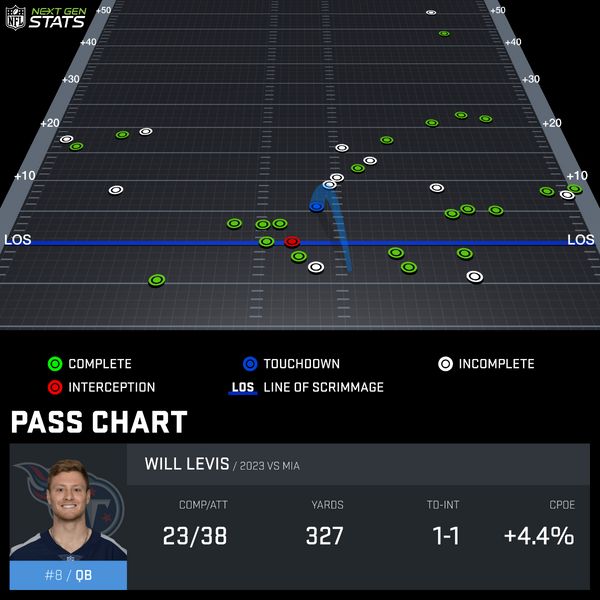 NFL NEXT GEN STATS
+50 +50
+40 +40
+30 +30
+20 +20
+10 +10
LOS LOS
COMPLETE TOUCHDOWN INCOMPLETE
INTERCEPTION LOS LINE OF SCRIMMAGE
PASS CHART
WILL LEVIS / 2023 VS MIA
COMP/ATT YARDS TD-INT CPOE
23/38 327 1-1 +4.4%
#8 / QB